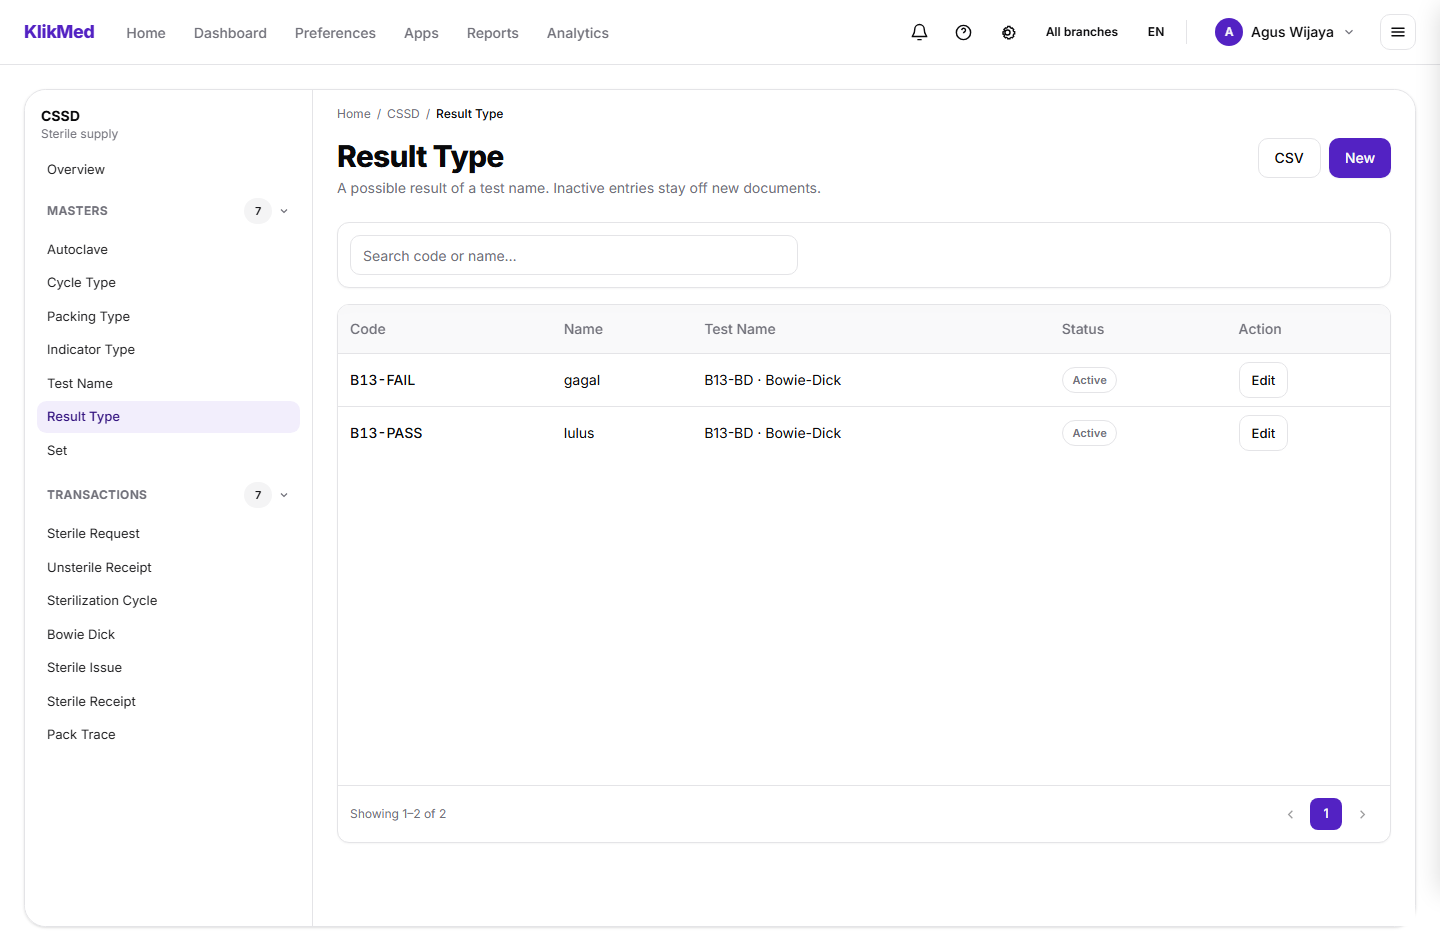 KlikMed
Home
Dashboard
Preferences
Apps
Reports
Analytics
All branches
EN
A
Agus Wijaya
CSSD
Sterile supply
Overview
MASTERS
7
Autoclave
Cycle Type
Packing Type
Indicator Type
Test Name
Result Type
Set
TRANSACTIONS
7
Sterile Request
Unsterile Receipt
Sterilization Cycle
Bowie Dick
Sterile Issue
Sterile Receipt
Pack Trace
Home / CSSD / Result Type
Result Type
A possible result of a test name. Inactive entries stay off new documents.
CSV
New
Search code or name...
Code Name Test Name Status Action
B13-FAIL gagal B13-BD · Bowie-Dick Active Edit
B13-PASS lulus B13-BD · Bowie-Dick Active Edit
Showing 1–2 of 2
1